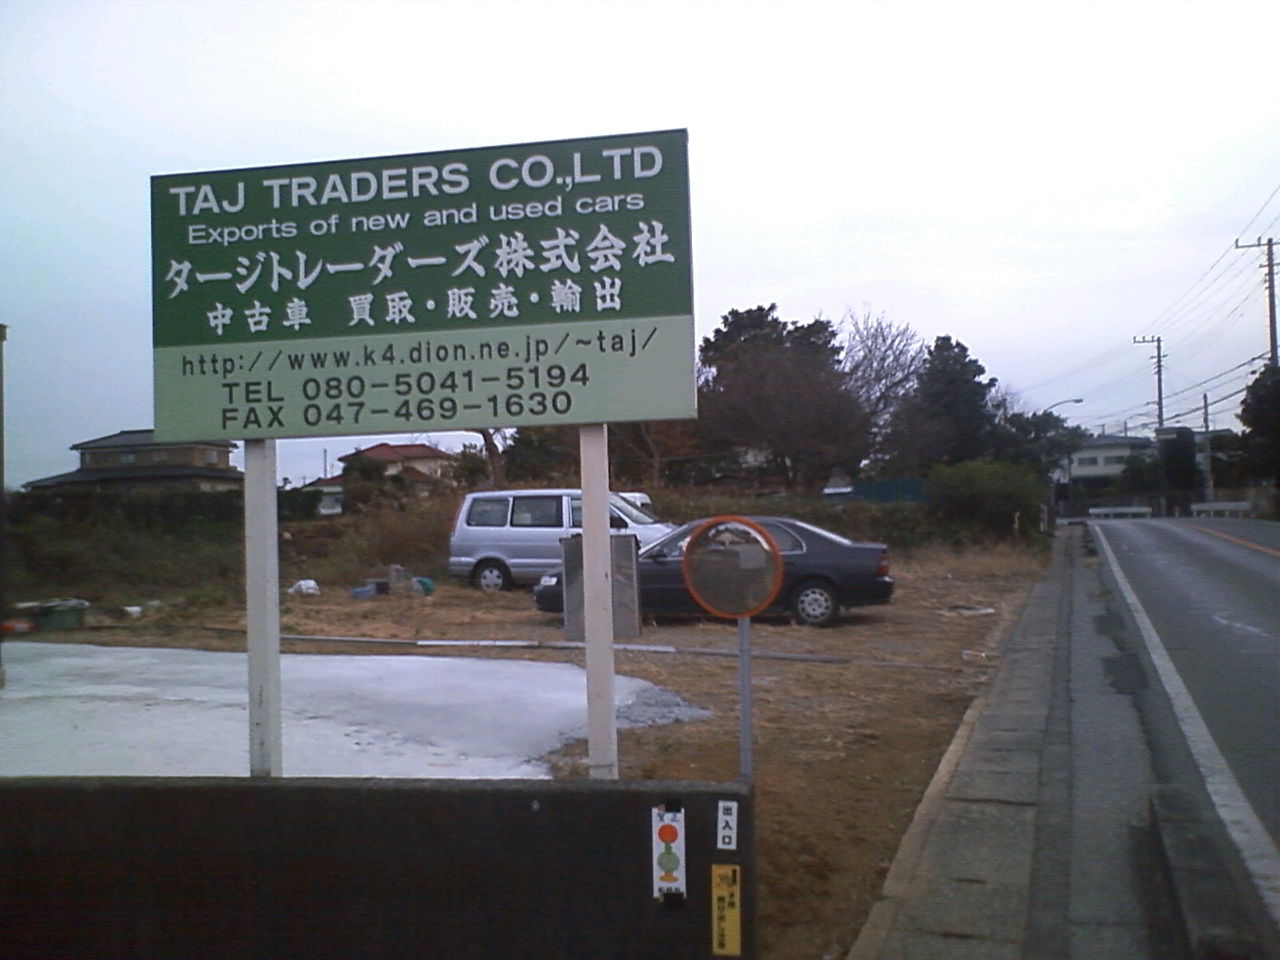 TAJ TRADERS CO.,LTD
Exports of new and used cars
タージトレーダーズ株式会社
中古車 買取・販売・輸出
http://www.k4.dion.ne.jp/~taj/
TEL 080-5041-5194
FAX 047-469-1630
賀正
出入口